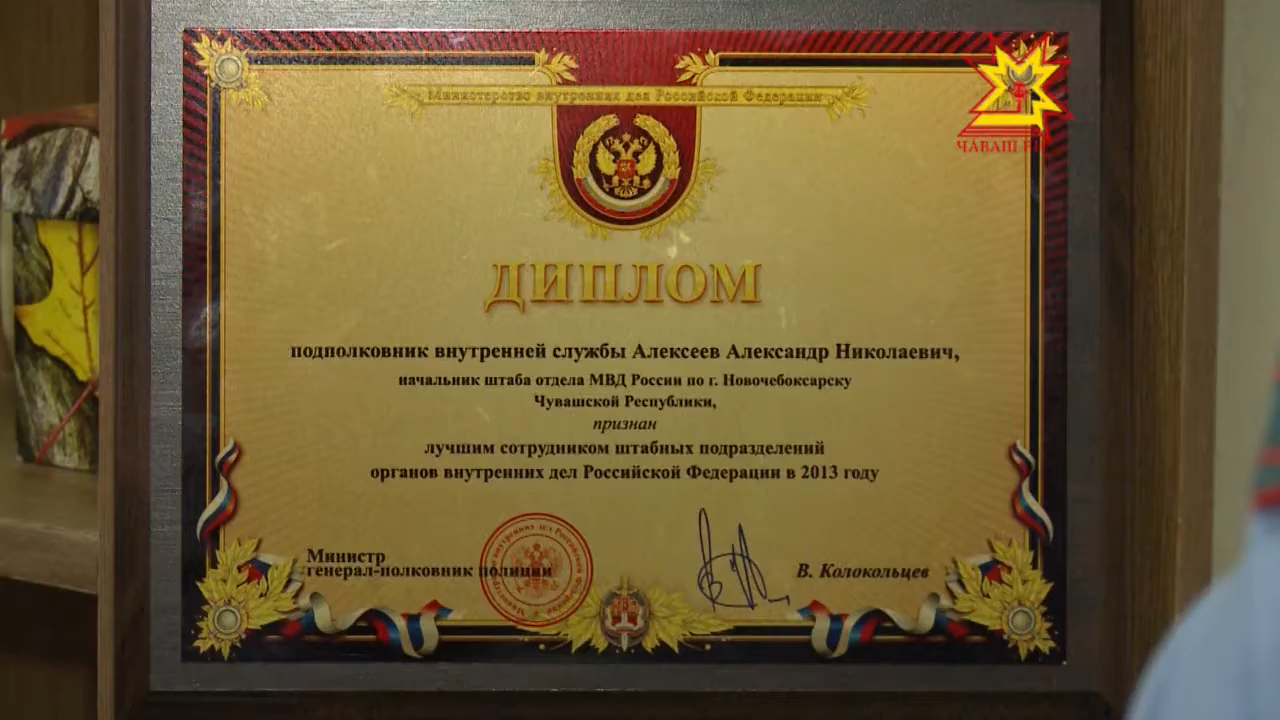 Министерство внутренних дел Российской Федерации
ЧӐВАШ ЕН
ДИПЛОМ
подполковник внутренней службы Алексеев Александр Николаевич,
начальник штаба отдела МВД России по г. Новочебоксарску
Чувашской Республики,
признан
лучшим сотрудником штабных подразделений
органов внутренних дел Российской Федерации в 2013 году
Министр
генерал-полковник полиции
В. Колокольцев
МВД